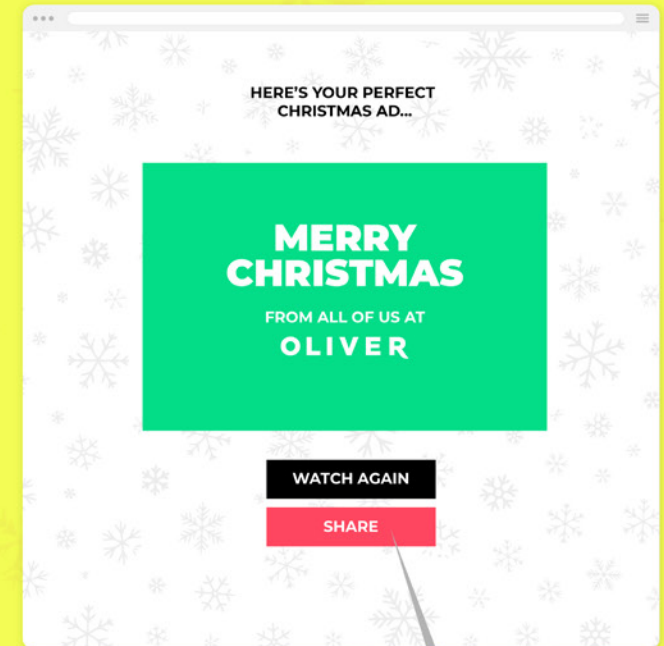 HERE'S YOUR PERFECT
CHRISTMAS AD...
MERRY
CHRISTMAS
FROM ALL OF US AT
OLIVER
WATCH AGAIN
SHARE